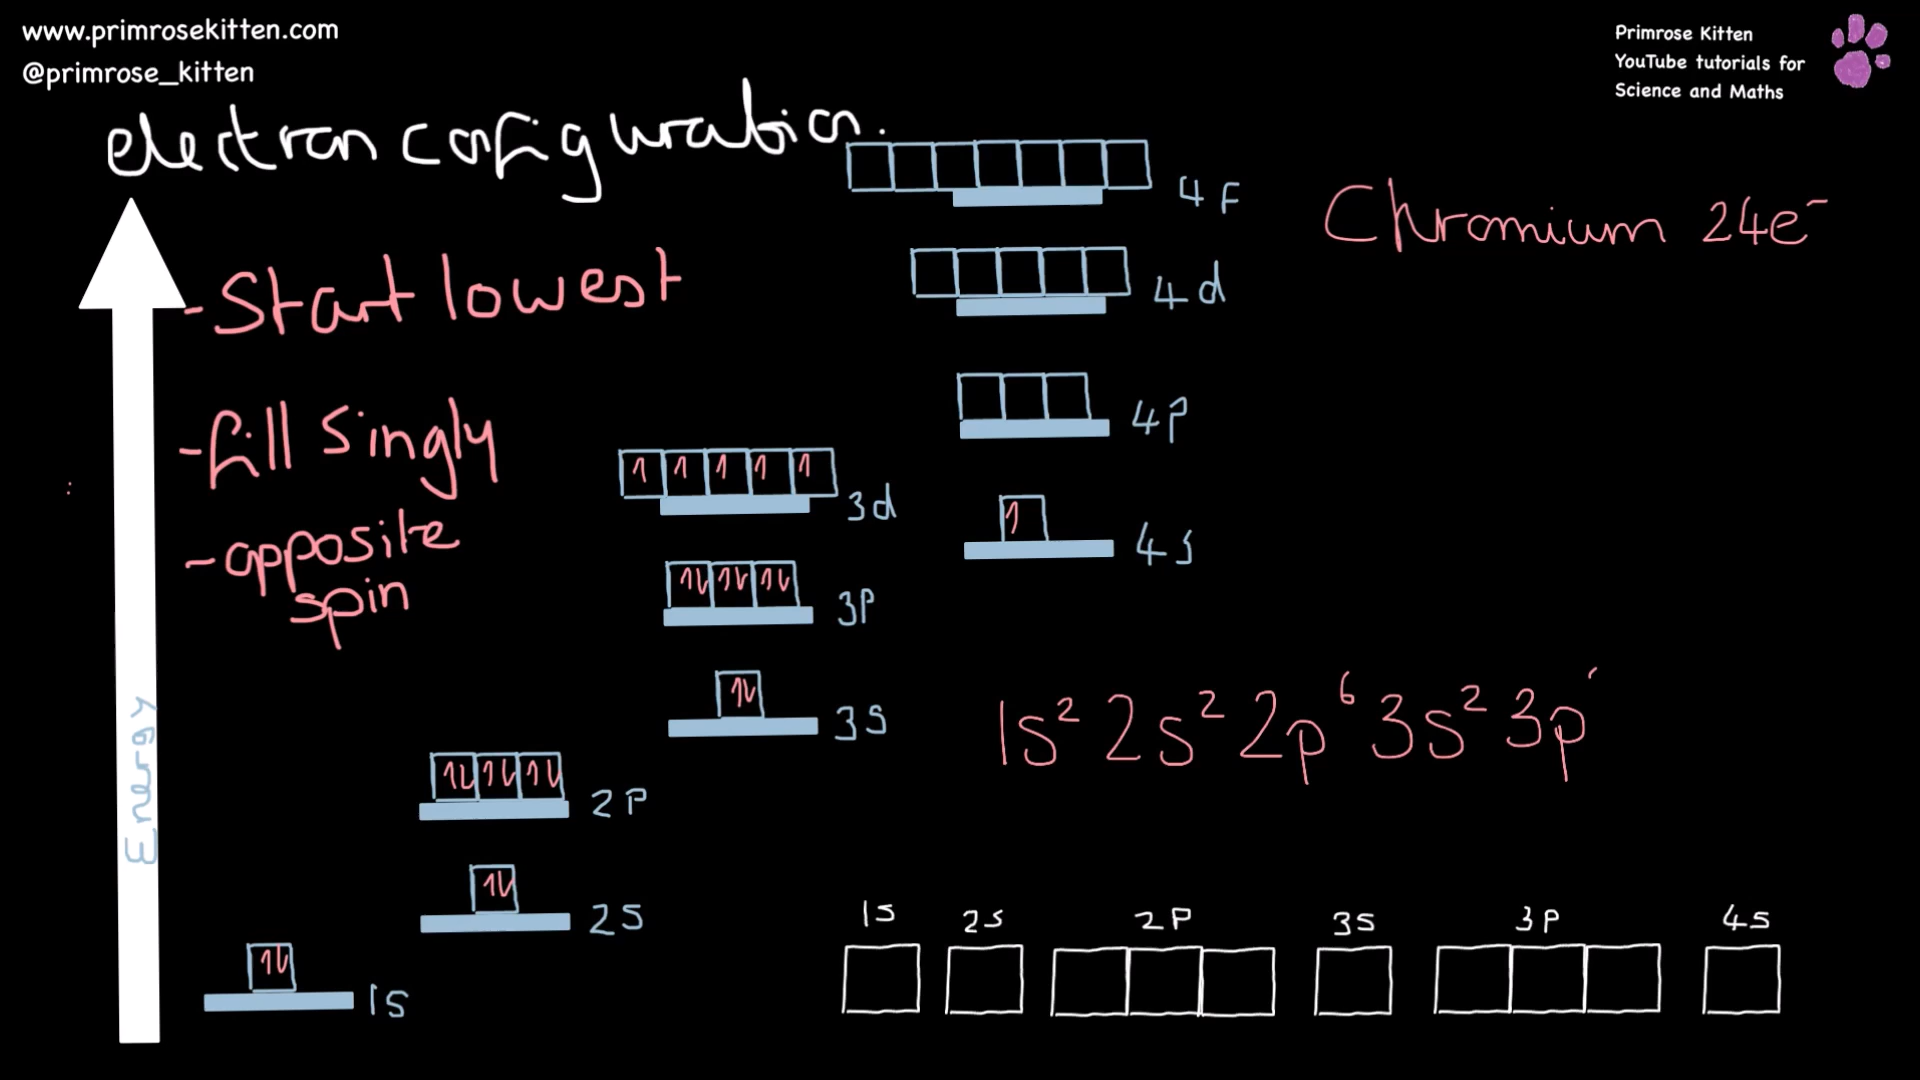 www.primrosekitten.com
@primrose_kitten
Primrose Kitten
YouTube tutorials for
Science and Maths
electron configuration.
Chromium 24e⁻
- Start lowest
- fill singly
- opposite
spin
Energy
4F
4d
4p
3d
4s
3p
3s
2p
2s
1s
1s² 2s² 2p⁶ 3s² 3p
1s 2s 2p 3s 3p 4s